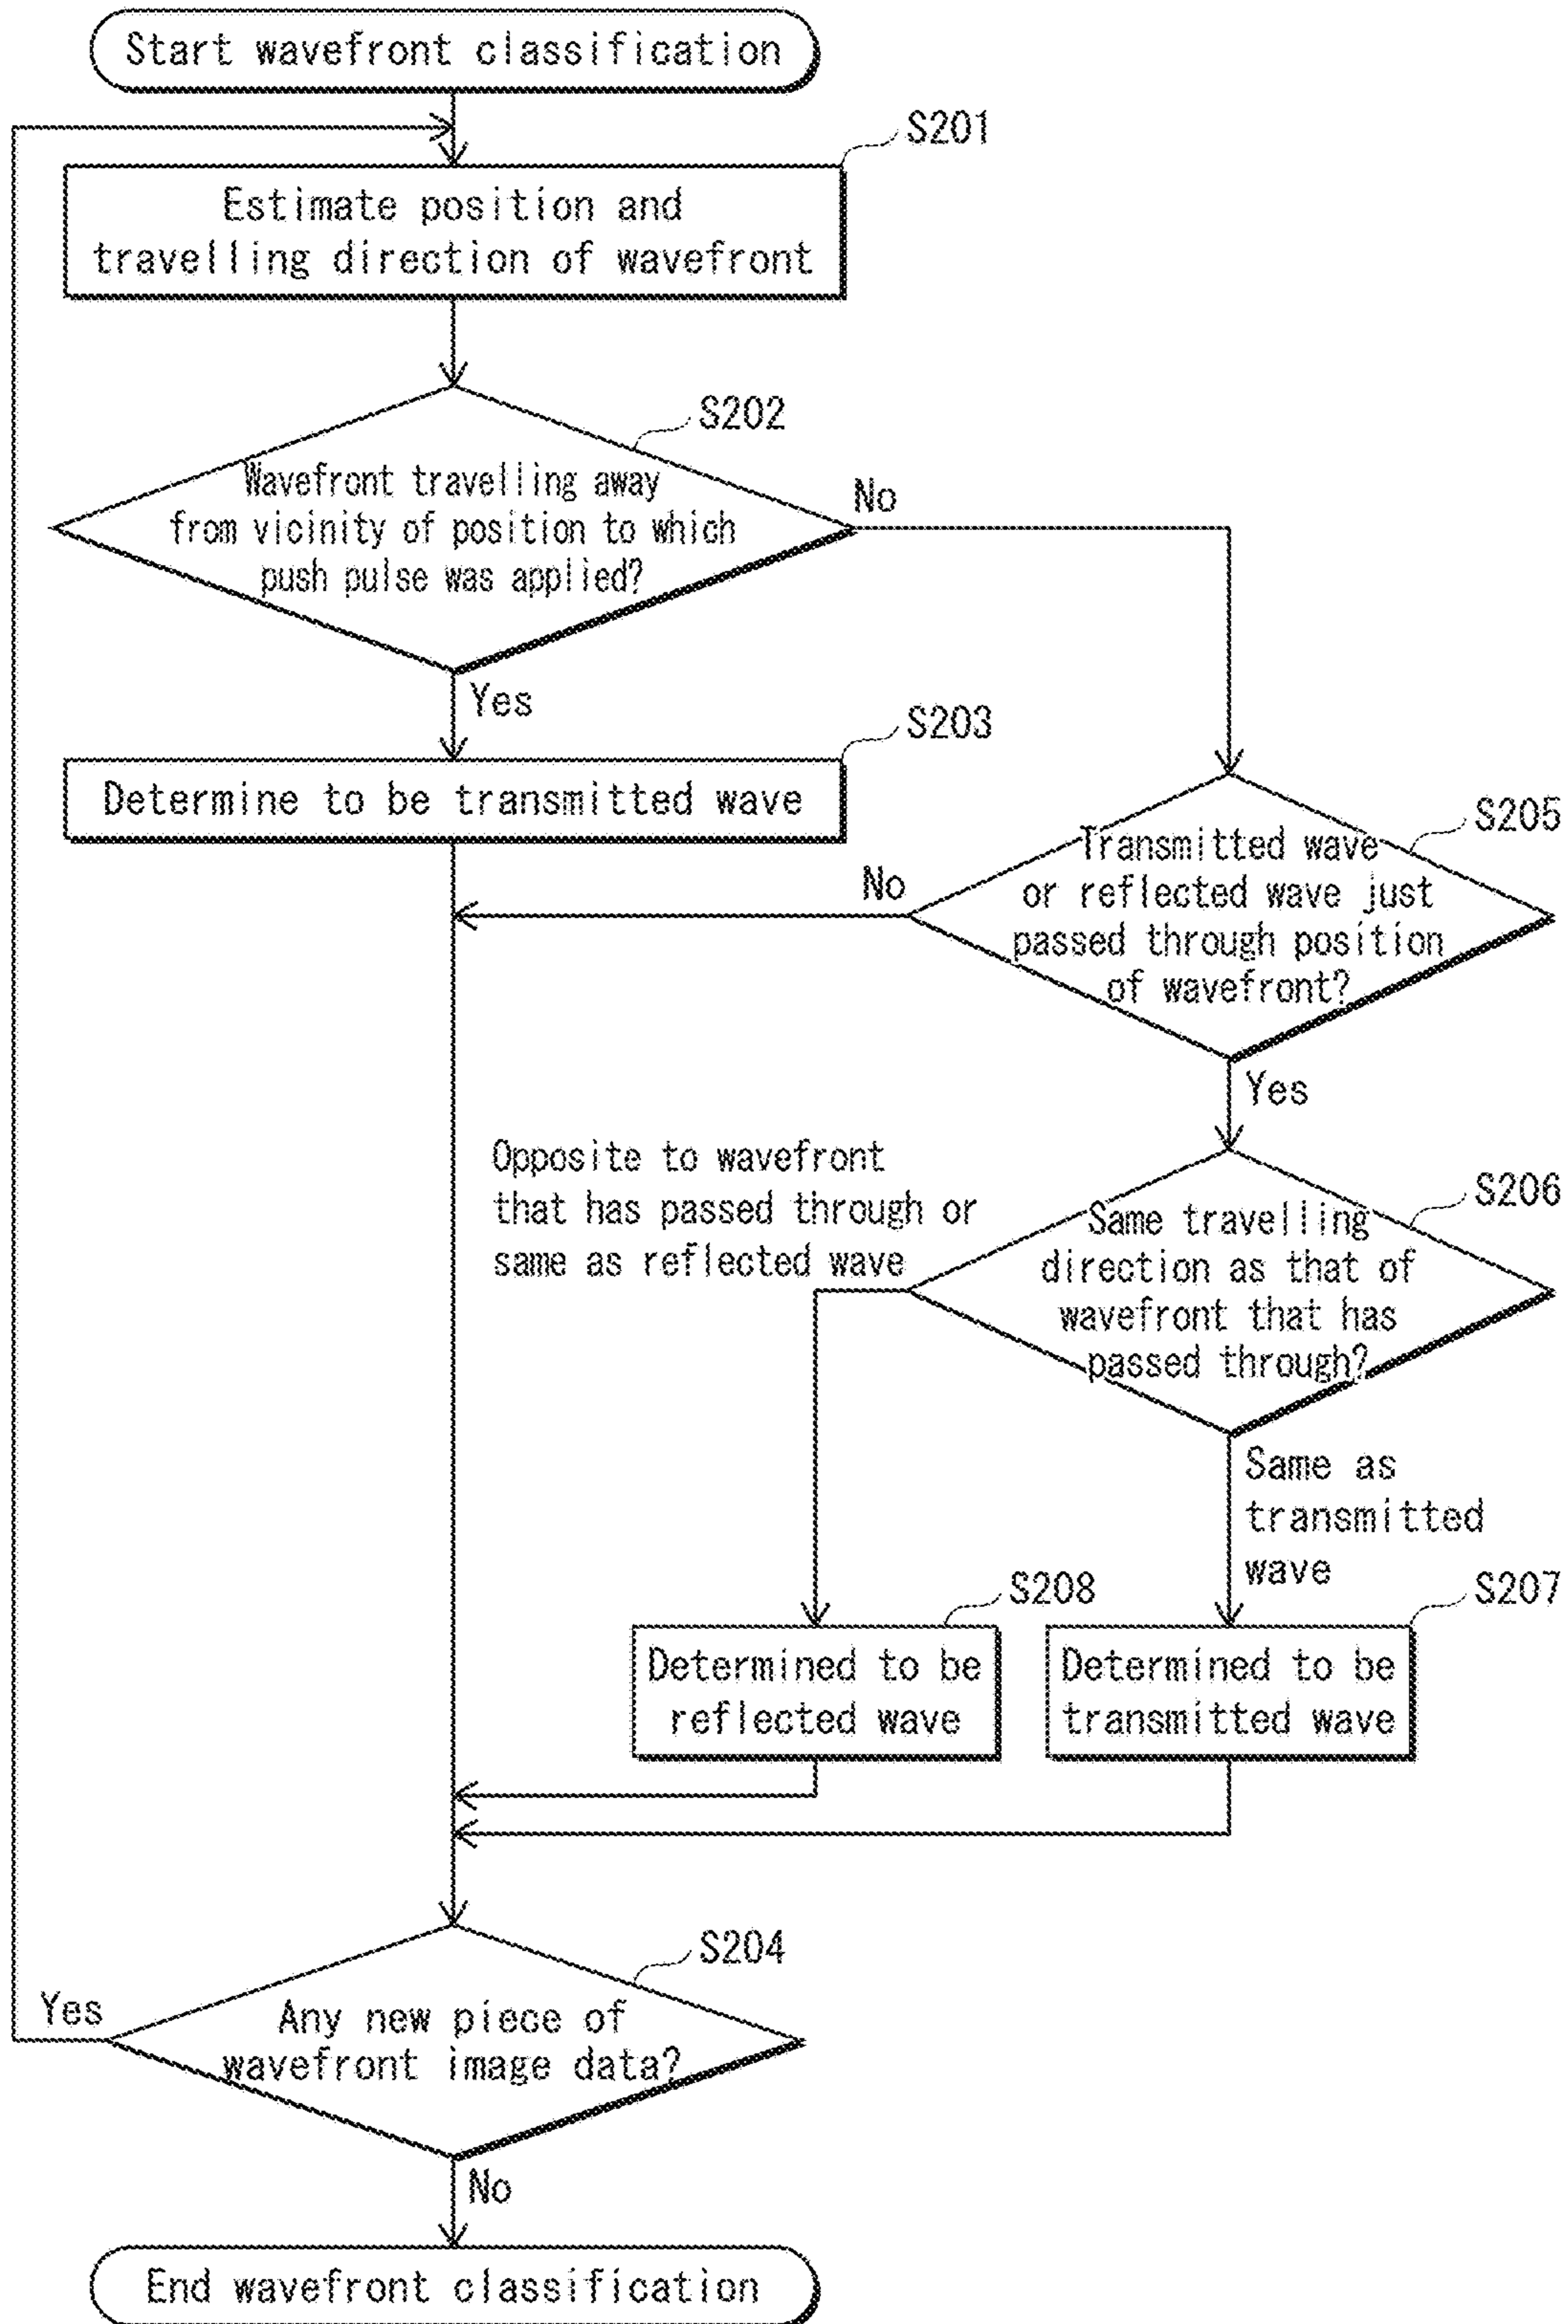 Start wavefront classification
S201
Estimate position and
travelling direction of wavefront
S202
Wavefront travelling away
from vicinity of position to which
push pulse was applied?
No
Yes
S203
Determine to be transmitted wave
S205
Transmitted wave
or reflected wave just
passed through position
of wavefront?
No
Yes
Opposite to wavefront
that has passed through or
same as reflected wave
S206
Same travelling
direction as that of
wavefront that has
passed through?
Same as
transmitted
wave
S208
Determined to be
reflected wave
S207
Determined to be
transmitted wave
S204
Any new piece of
wavefront image data?
Yes
No
End wavefront classification